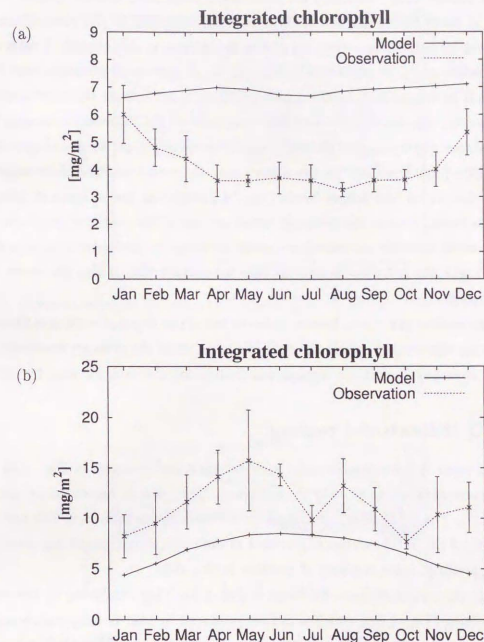 Integrated chlorophyll
(a)
9
8
7
6
5
4
3
2
1
0
[mg/m²]
Model
Observation
Jan Feb Mar Apr May Jun Jul Aug Sep Oct Nov Dec
Integrated chlorophyll
(b)
25
20
15
10
5
0
[mg/m²]
Model
Observation
Jan Feb Mar Apr May Jun Jul Aug Sep Oct Nov Dec